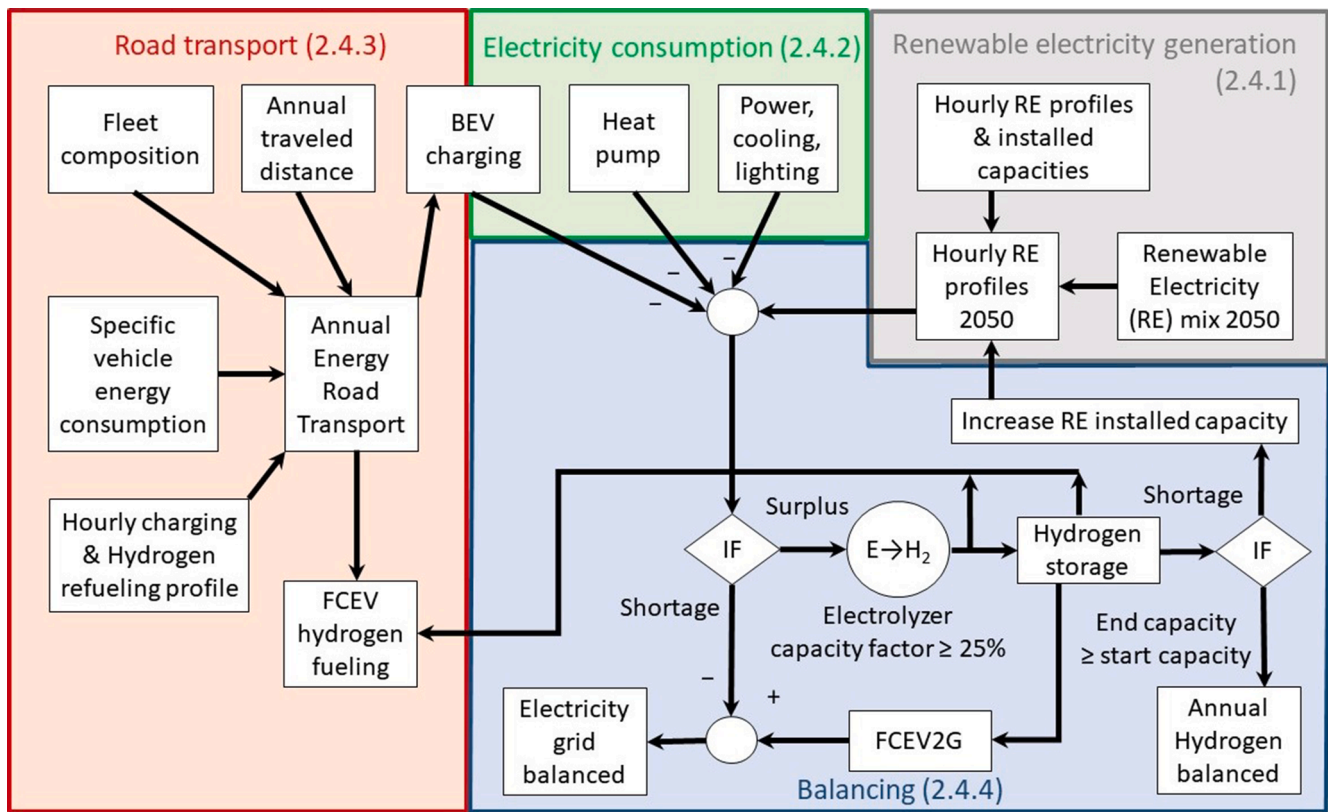 Road transport (2.4.3)
Fleet
composition
Annual
traveled
distance
BEV
charging
Specific
vehicle
energy
consumption
Annual
Energy
Road
Transport
Hourly charging
& Hydrogen
refueling profile
FCEV
hydrogen
fueling
Electricity consumption (2.4.2)
Heat
pump
Power,
cooling,
lighting
Renewable electricity generation
(2.4.1)
Hourly RE profiles
& installed
capacities
Hourly RE
profiles
2050
Renewable
Electricity
(RE) mix 2050
–
–
–
Increase RE installed capacity
IF
Surplus
E→H₂
Electrolyzer
capacity factor ≥ 25%
Hydrogen
storage
Shortage
IF
End capacity
≥ start capacity
Annual
Hydrogen
balanced
Shortage
–
+
Electricity
grid
balanced
FCEV2G
Balancing (2.4.4)